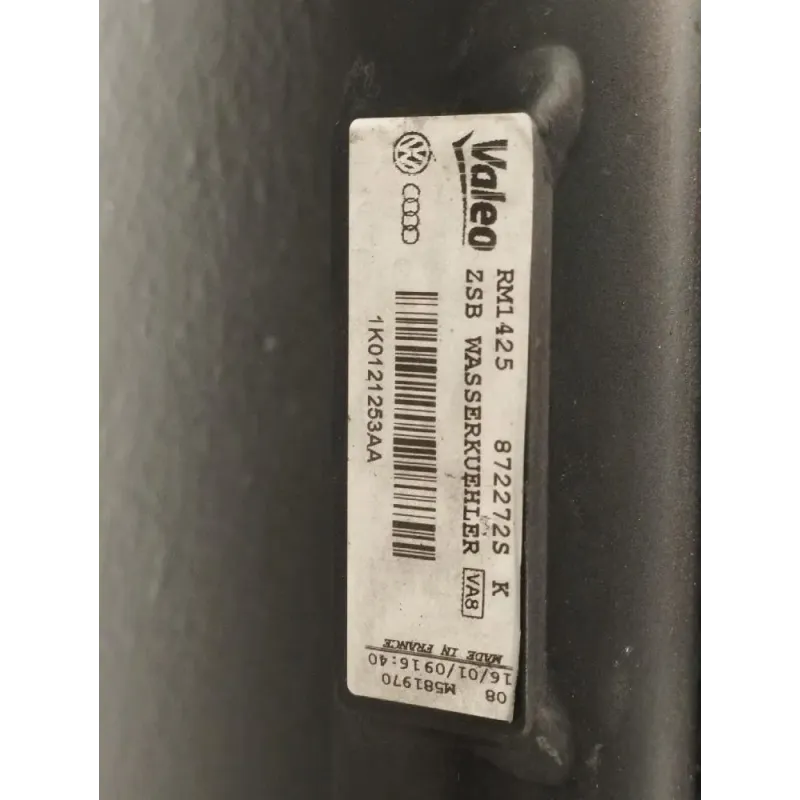 Valeo
RM1425 872272S K
ZSB WASSERKUEHLER VA8
1K0121253AA
08
16/01/0916:40
MADE IN FRANCE
M581970